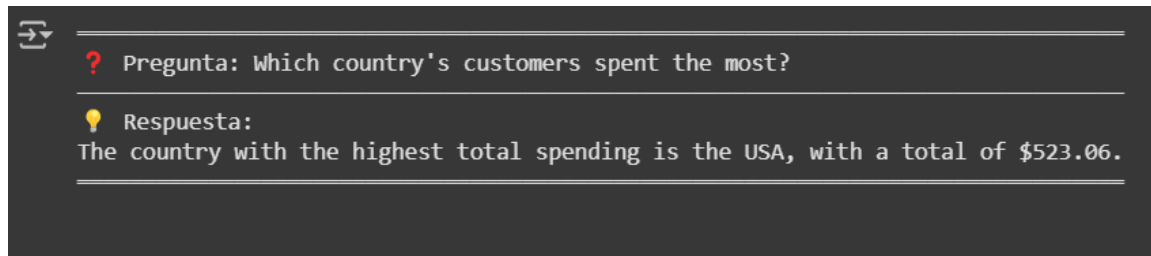 ❓ Pregunta: Which country's customers spent the most?
💡 Respuesta:
The country with the highest total spending is the USA, with a total of $523.06.